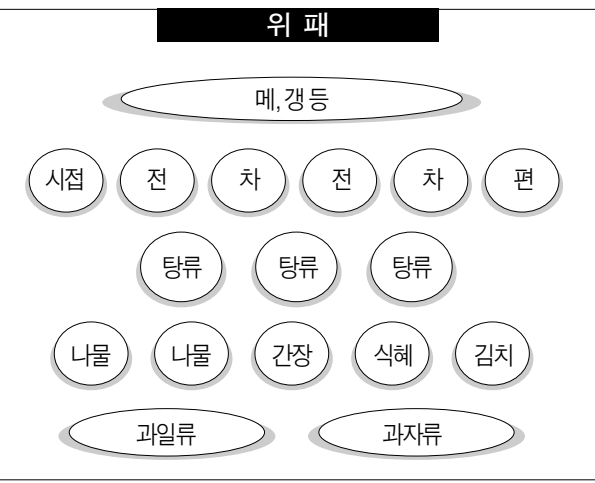 위 패
메,갱 등
시접 전 차 전 차 편
탕류 탕류 탕류
나물 나물 간장 식혜 김치
과일류 과자류